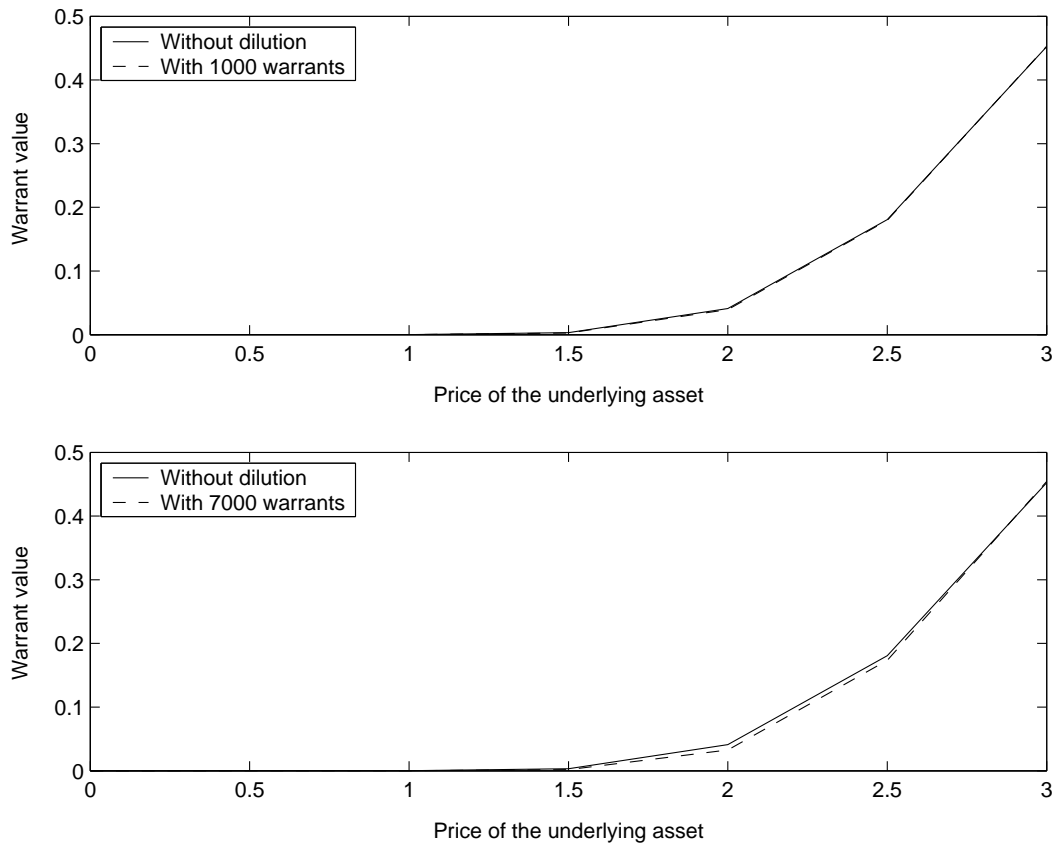 0.5
Without dilution
With 1000 warrants
0.4
0.3
0.2
0.1
0
Warrant value
0 0.5 1 1.5 2 2.5 3
Price of the underlying asset
0.5
Without dilution
With 7000 warrants
0.4
0.3
0.2
0.1
0
Warrant value
0 0.5 1 1.5 2 2.5 3
Price of the underlying asset